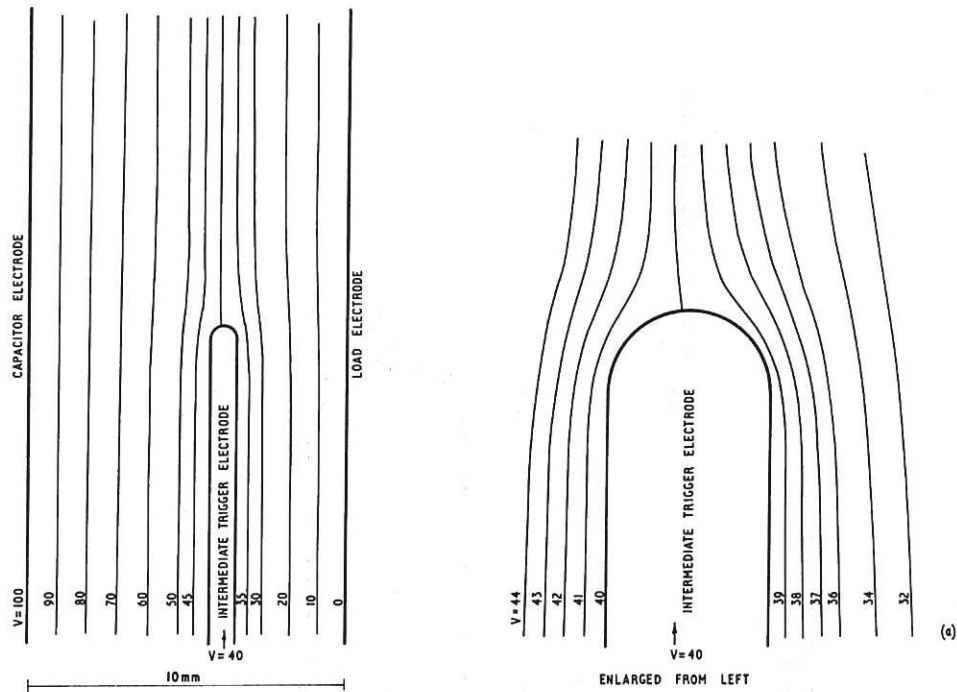 CAPACITOR ELECTRODE
V=100
90
80
70
60
50
45
INTERMEDIATE TRIGGER ELECTRODE
35
30
20
10
0
LOAD ELECTRODE
V=40
10mm
V=44
43
42
41
40
INTERMEDIATE TRIGGER ELECTRODE
39
38
37
36
34
32
V=40
ENLARGED FROM LEFT
(a)